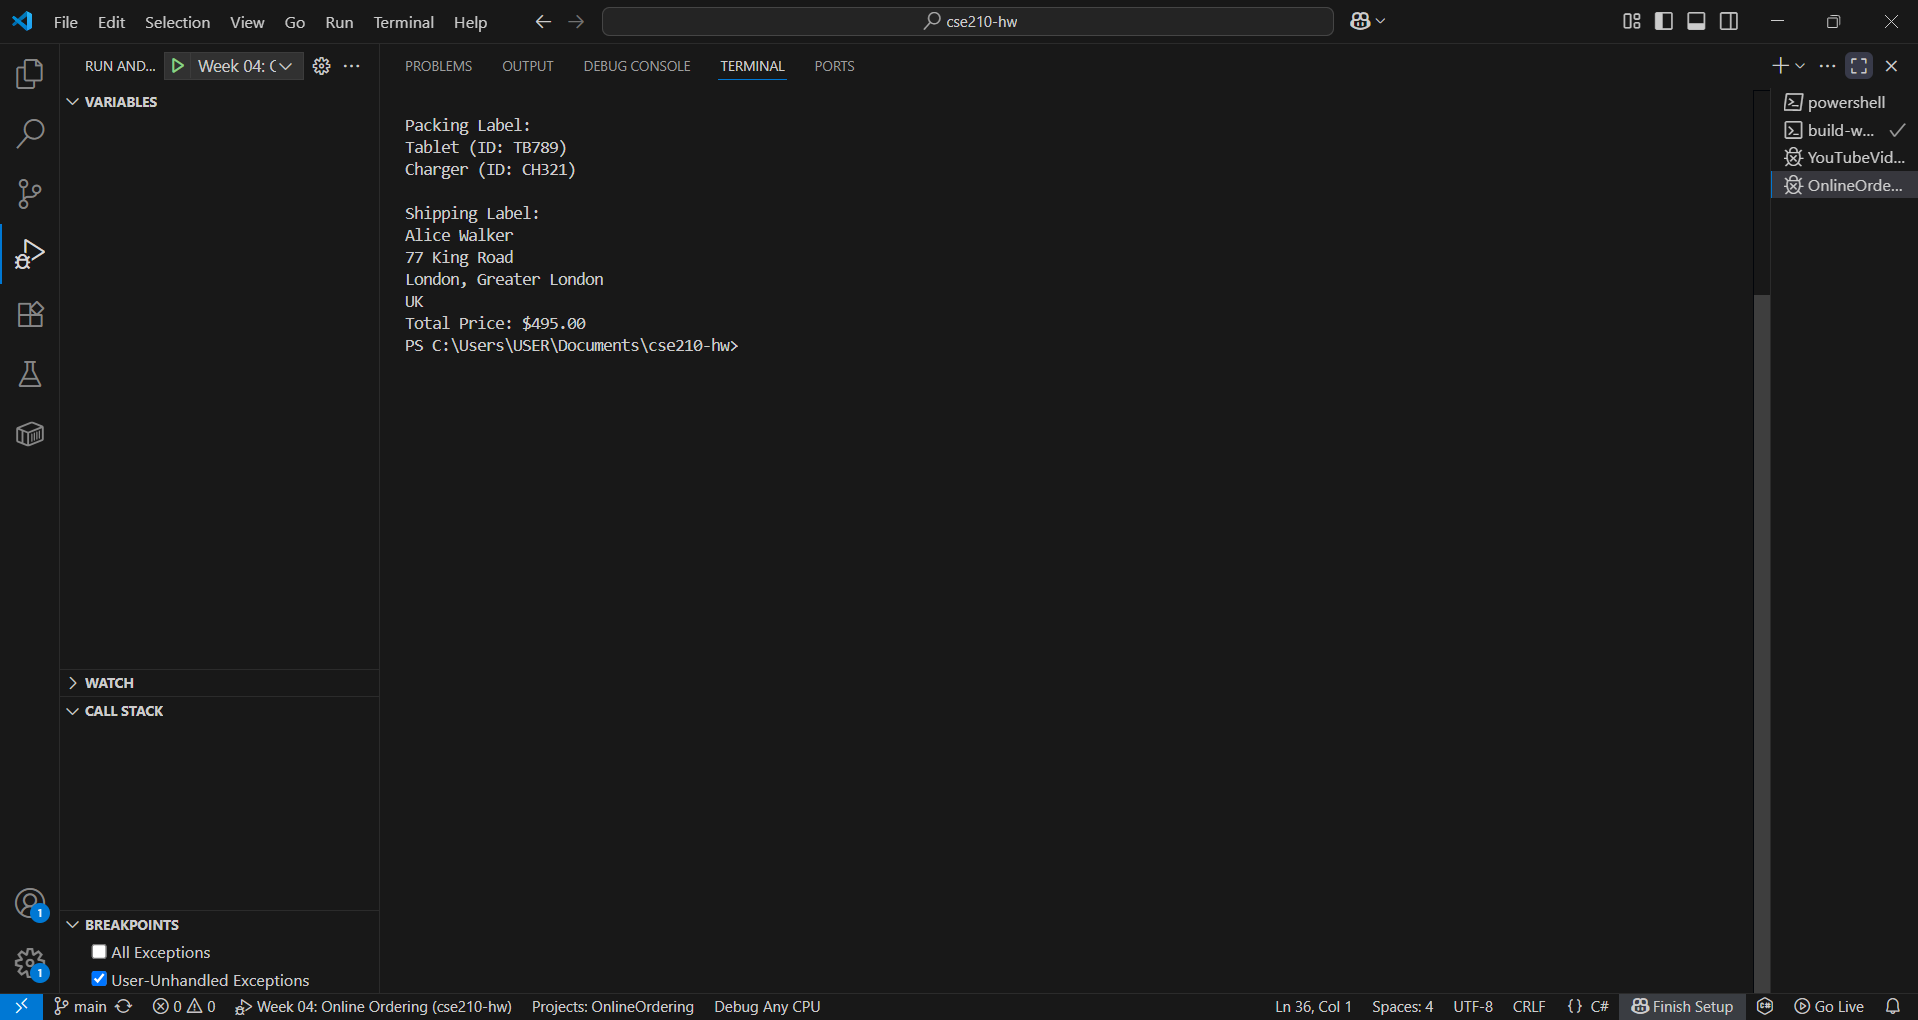 File Edit Selection View Go Run Terminal Help
cse210-hw
RUN AND...
Week 04: C
PROBLEMS OUTPUT DEBUG CONSOLE TERMINAL PORTS
VARIABLES
Packing Label:
Tablet (ID: TB789)
Charger (ID: CH321)
Shipping Label:
Alice Walker
77 King Road
London, Greater London
UK
Total Price: $495.00
PS C:\Users\USER\Documents\cse210-hw>
powershell
build-w...
YouTubeVid...
OnlineOrde...
WATCH
CALL STACK
BREAKPOINTS
All Exceptions
User-Unhandled Exceptions
1
1
main 0 0 Week 04: Online Ordering (cse210-hw) Projects: OnlineOrdering Debug Any CPU Ln 36, Col 1 Spaces: 4 UTF-8 CRLF {} C# Finish Setup Go Live